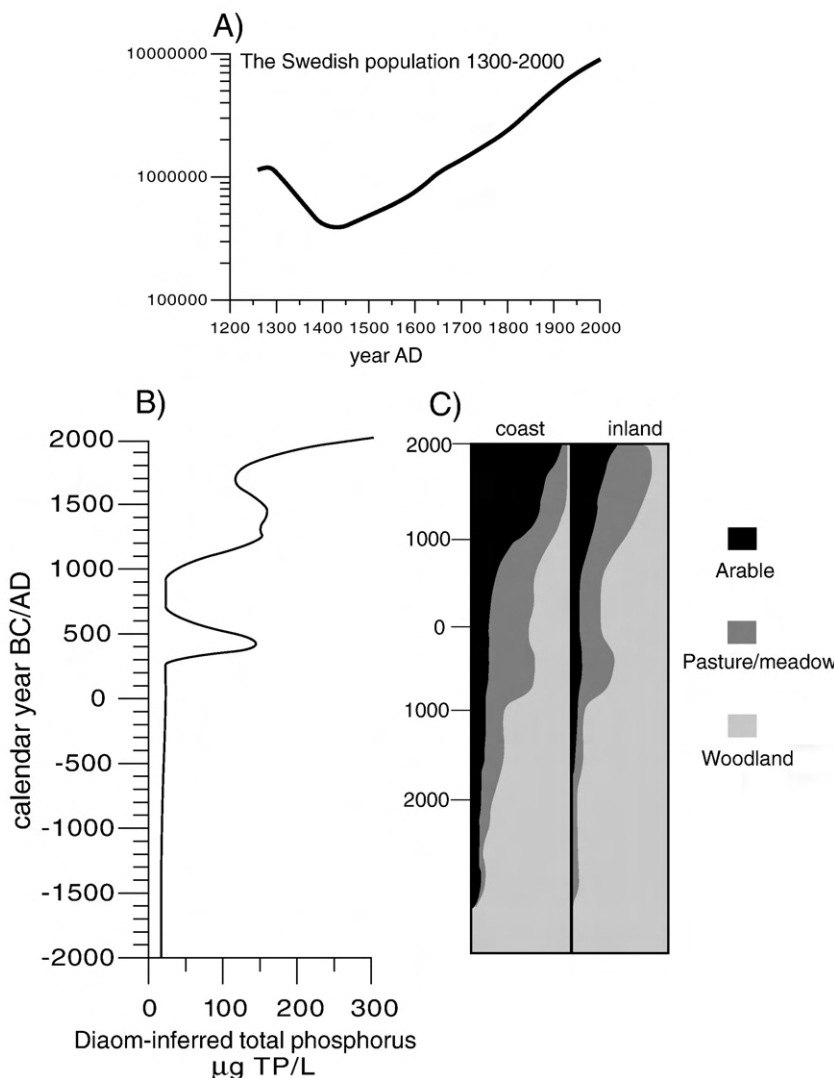 A)
The Swedish population 1300-2000
10000000
1000000
100000
1200 1300 1400 1500 1600 1700 1800 1900 2000
year AD
B)
calendar year BC/AD
2000
1500
1000
500
0
-500
-1000
-1500
-2000
0 100 200 300
Diaom-inferred total phosphorus
µg TP/L
C)
coast inland
2000
1000
0
1000
2000
Arable
Pasture/meadow
Woodland